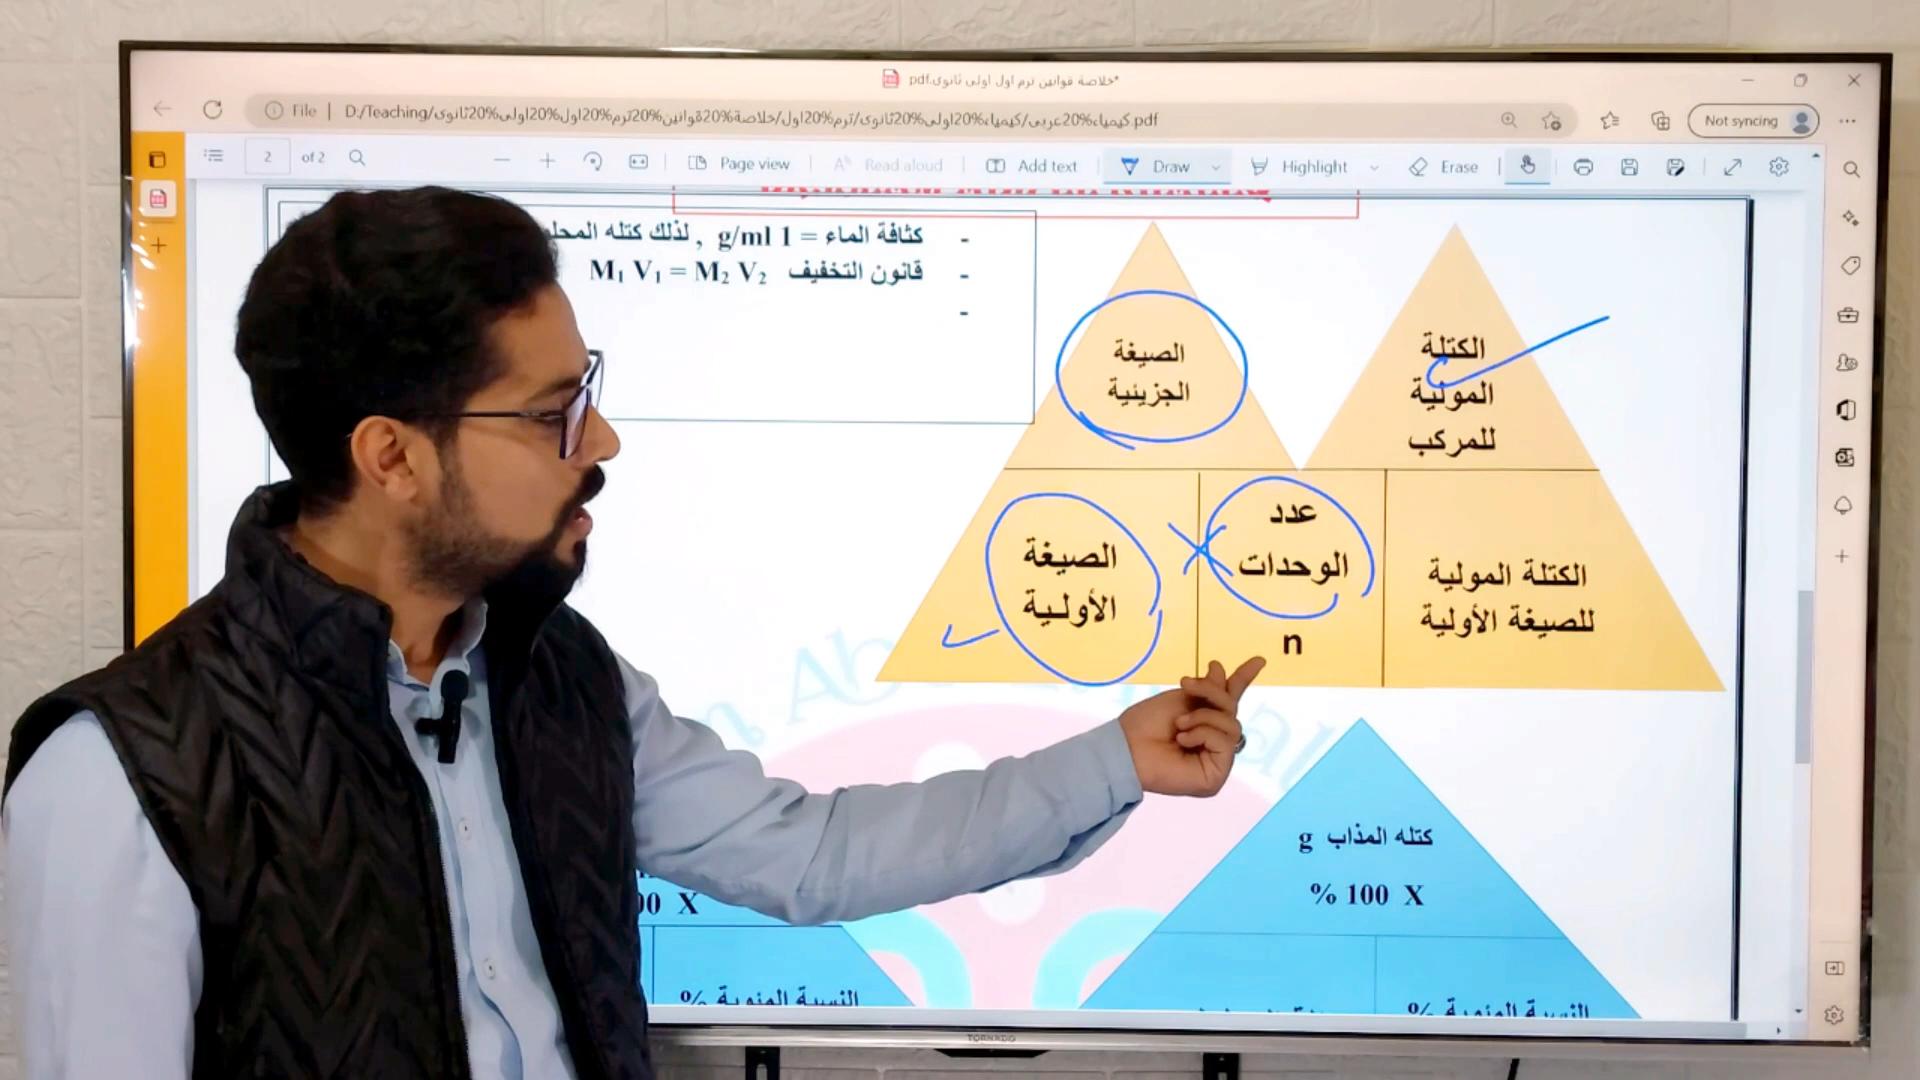 خلاصة قوانين ترم اول اولى ثانوى.pdf*
File
D:/Teaching/كيمياء%20عربى/كيمياء%20اولى%20ثانوى/ترم%20اول/خلاصة%20قوانين%20ترم%20اول%20اولى%20ثانوى.pdf
Not syncing
2 of 2
Page view
Read aloud
Add text
Draw
Highlight
Erase
- كثافة الماء = 1 g/ml , لذلك كتله
- قانون التخفيف M₁ V₁ = M₂ V₂
-
الصيغة
الجزيئية
الكتلة
المولية
للمركب
الصيغة
الأولية
عدد
الوحدات
n
الكتلة المولية
للصيغة الأولية
كتله المذاب g
% 100 X
X
النسبة المئوية %
النسبة المئوية %
TORNADO